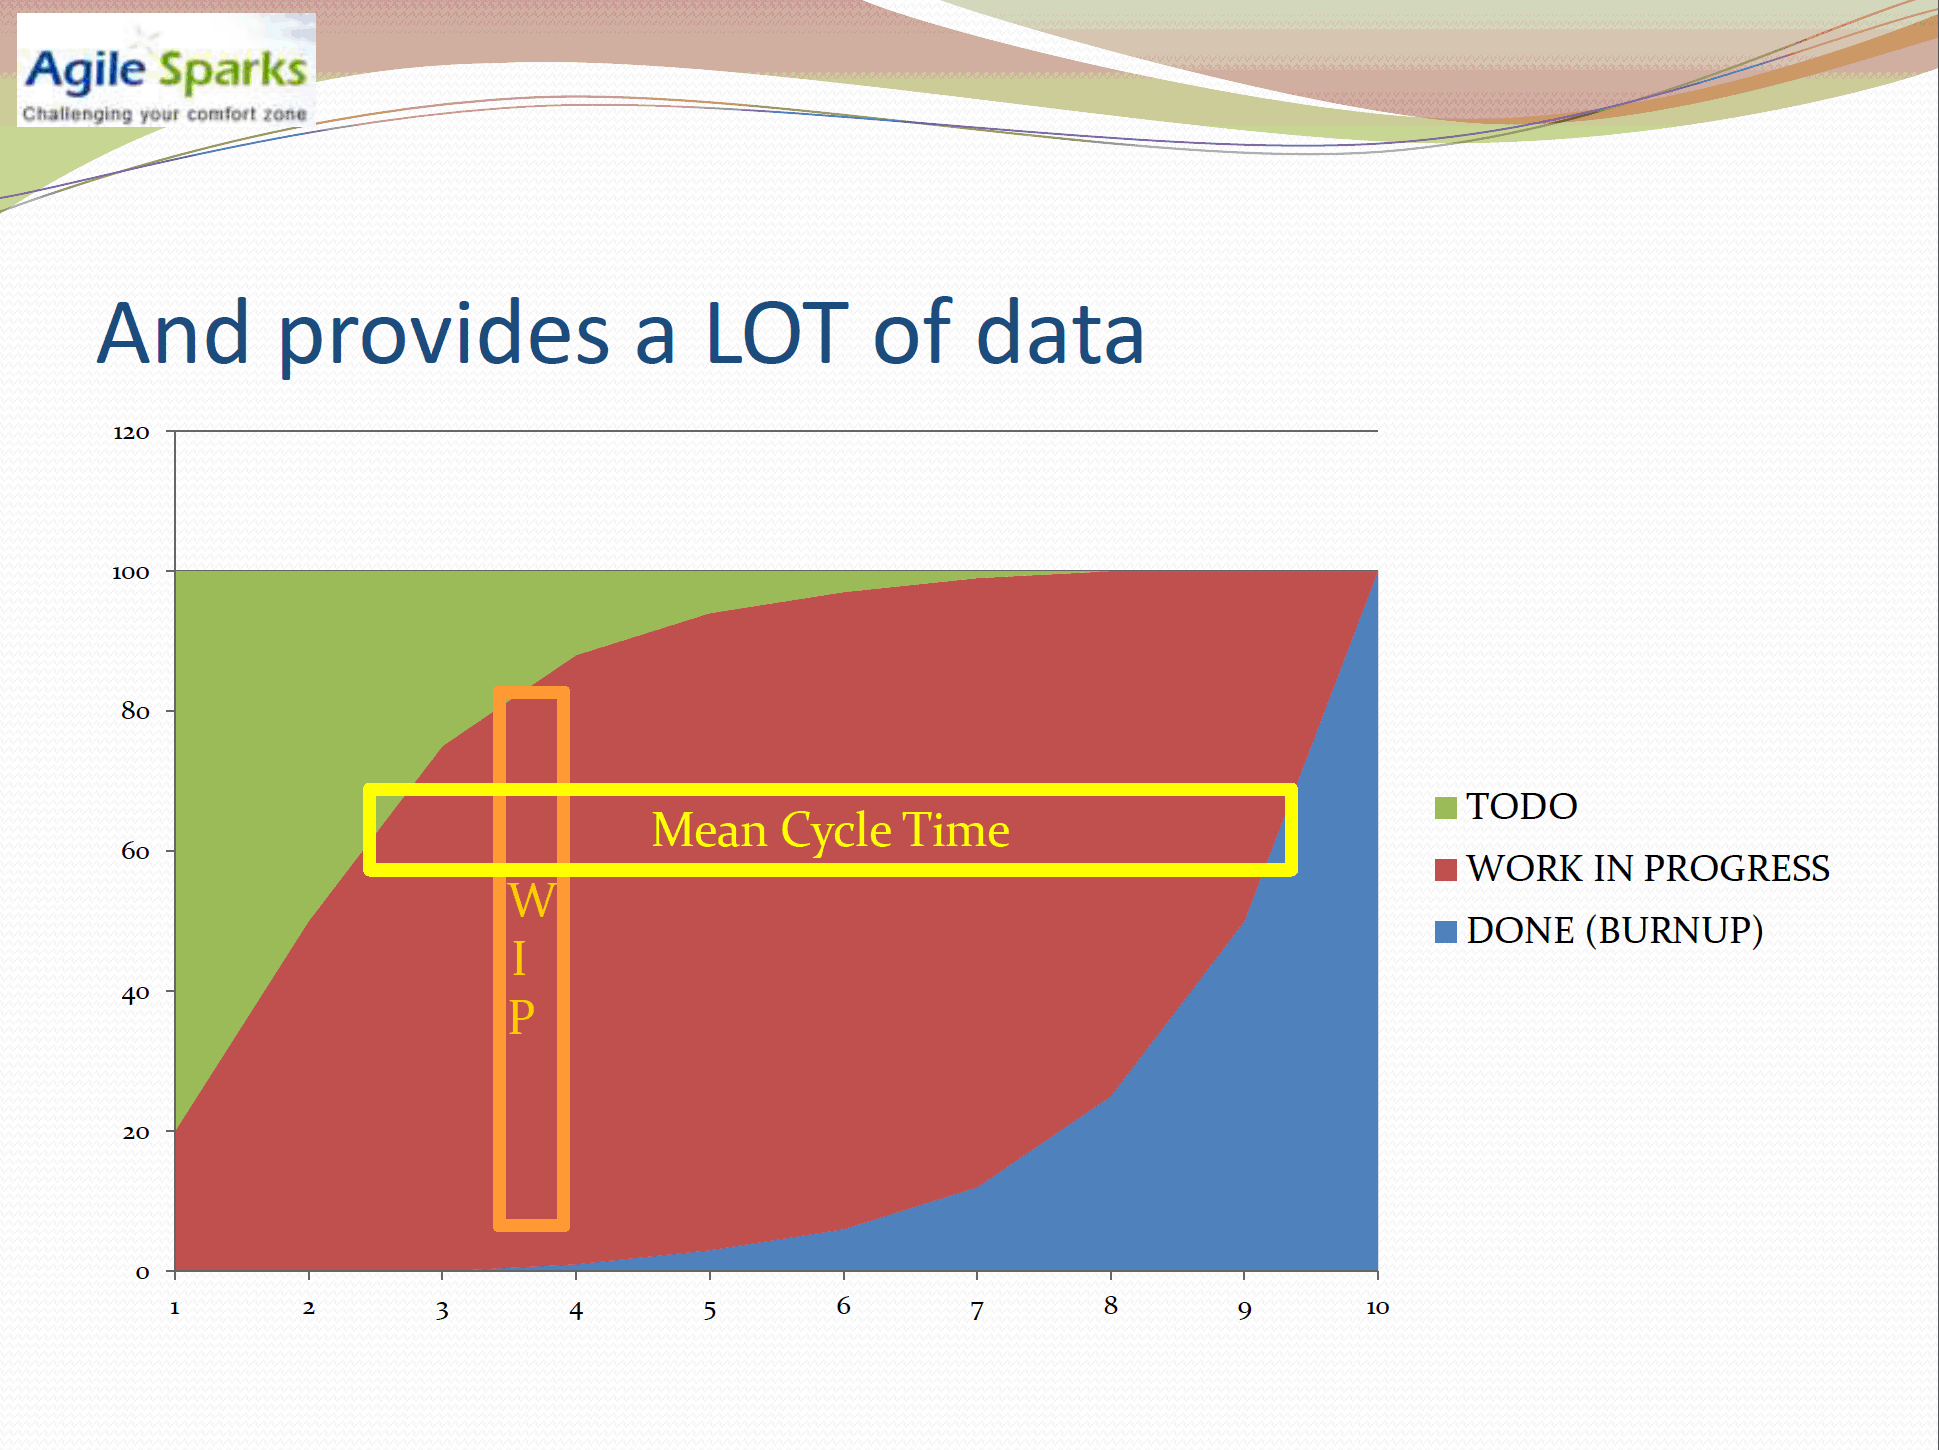 Agile Sparks
Challenging your comfort zone
And provides a LOT of data
120
100
80
60
40
20
0
1 2 3 4 5 6 7 8 9 10
Mean Cycle Time
W
I
P
TODO
WORK IN PROGRESS
DONE (BURNUP)